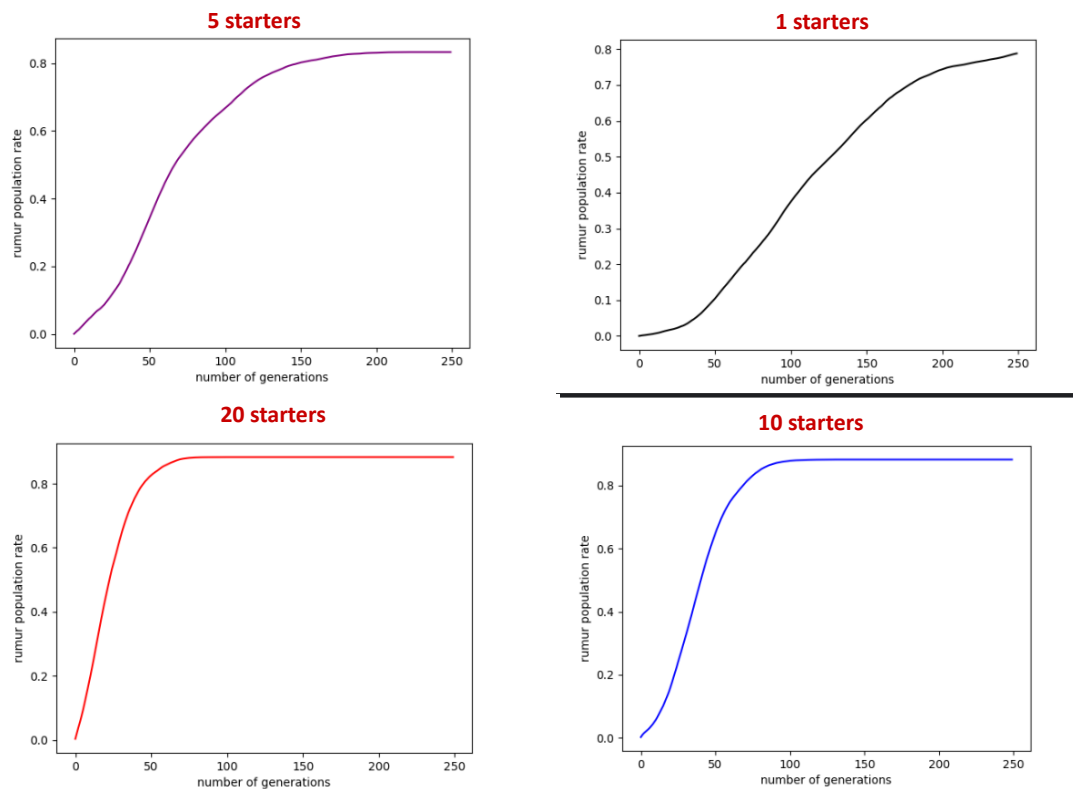 5 starters
0.8
0.6
0.4
0.2
0.0
rumur population rate
0 50 100 150 200 250
number of generations
1 starters
0.8
0.7
0.6
0.5
0.4
0.3
0.2
0.1
0.0
rumur population rate
0 50 100 150 200 250
number of generations
20 starters
0.8
0.6
0.4
0.2
0.0
rumur population rate
0 50 100 150 200 250
number of generations
10 starters
0.8
0.6
0.4
0.2
0.0
rumur population rate
0 50 100 150 200 250
number of generations